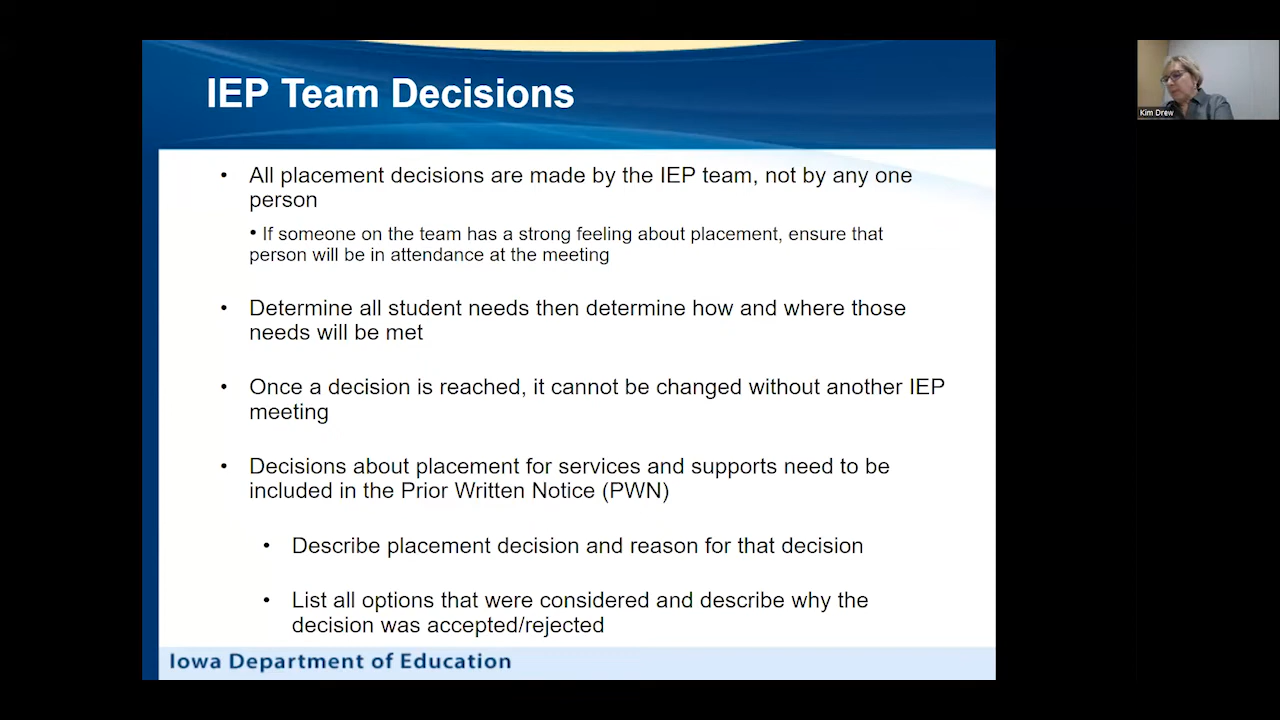 IEP Team Decisions
• All placement decisions are made by the IEP team, not by any one
person
• If someone on the team has a strong feeling about placement, ensure that
person will be in attendance at the meeting
• Determine all student needs then determine how and where those
needs will be met
• Once a decision is reached, it cannot be changed without another IEP
meeting
• Decisions about placement for services and supports need to be
included in the Prior Written Notice (PWN)
• Describe placement decision and reason for that decision
• List all options that were considered and describe why the
decision was accepted/rejected
Iowa Department of Education
Kim Drew